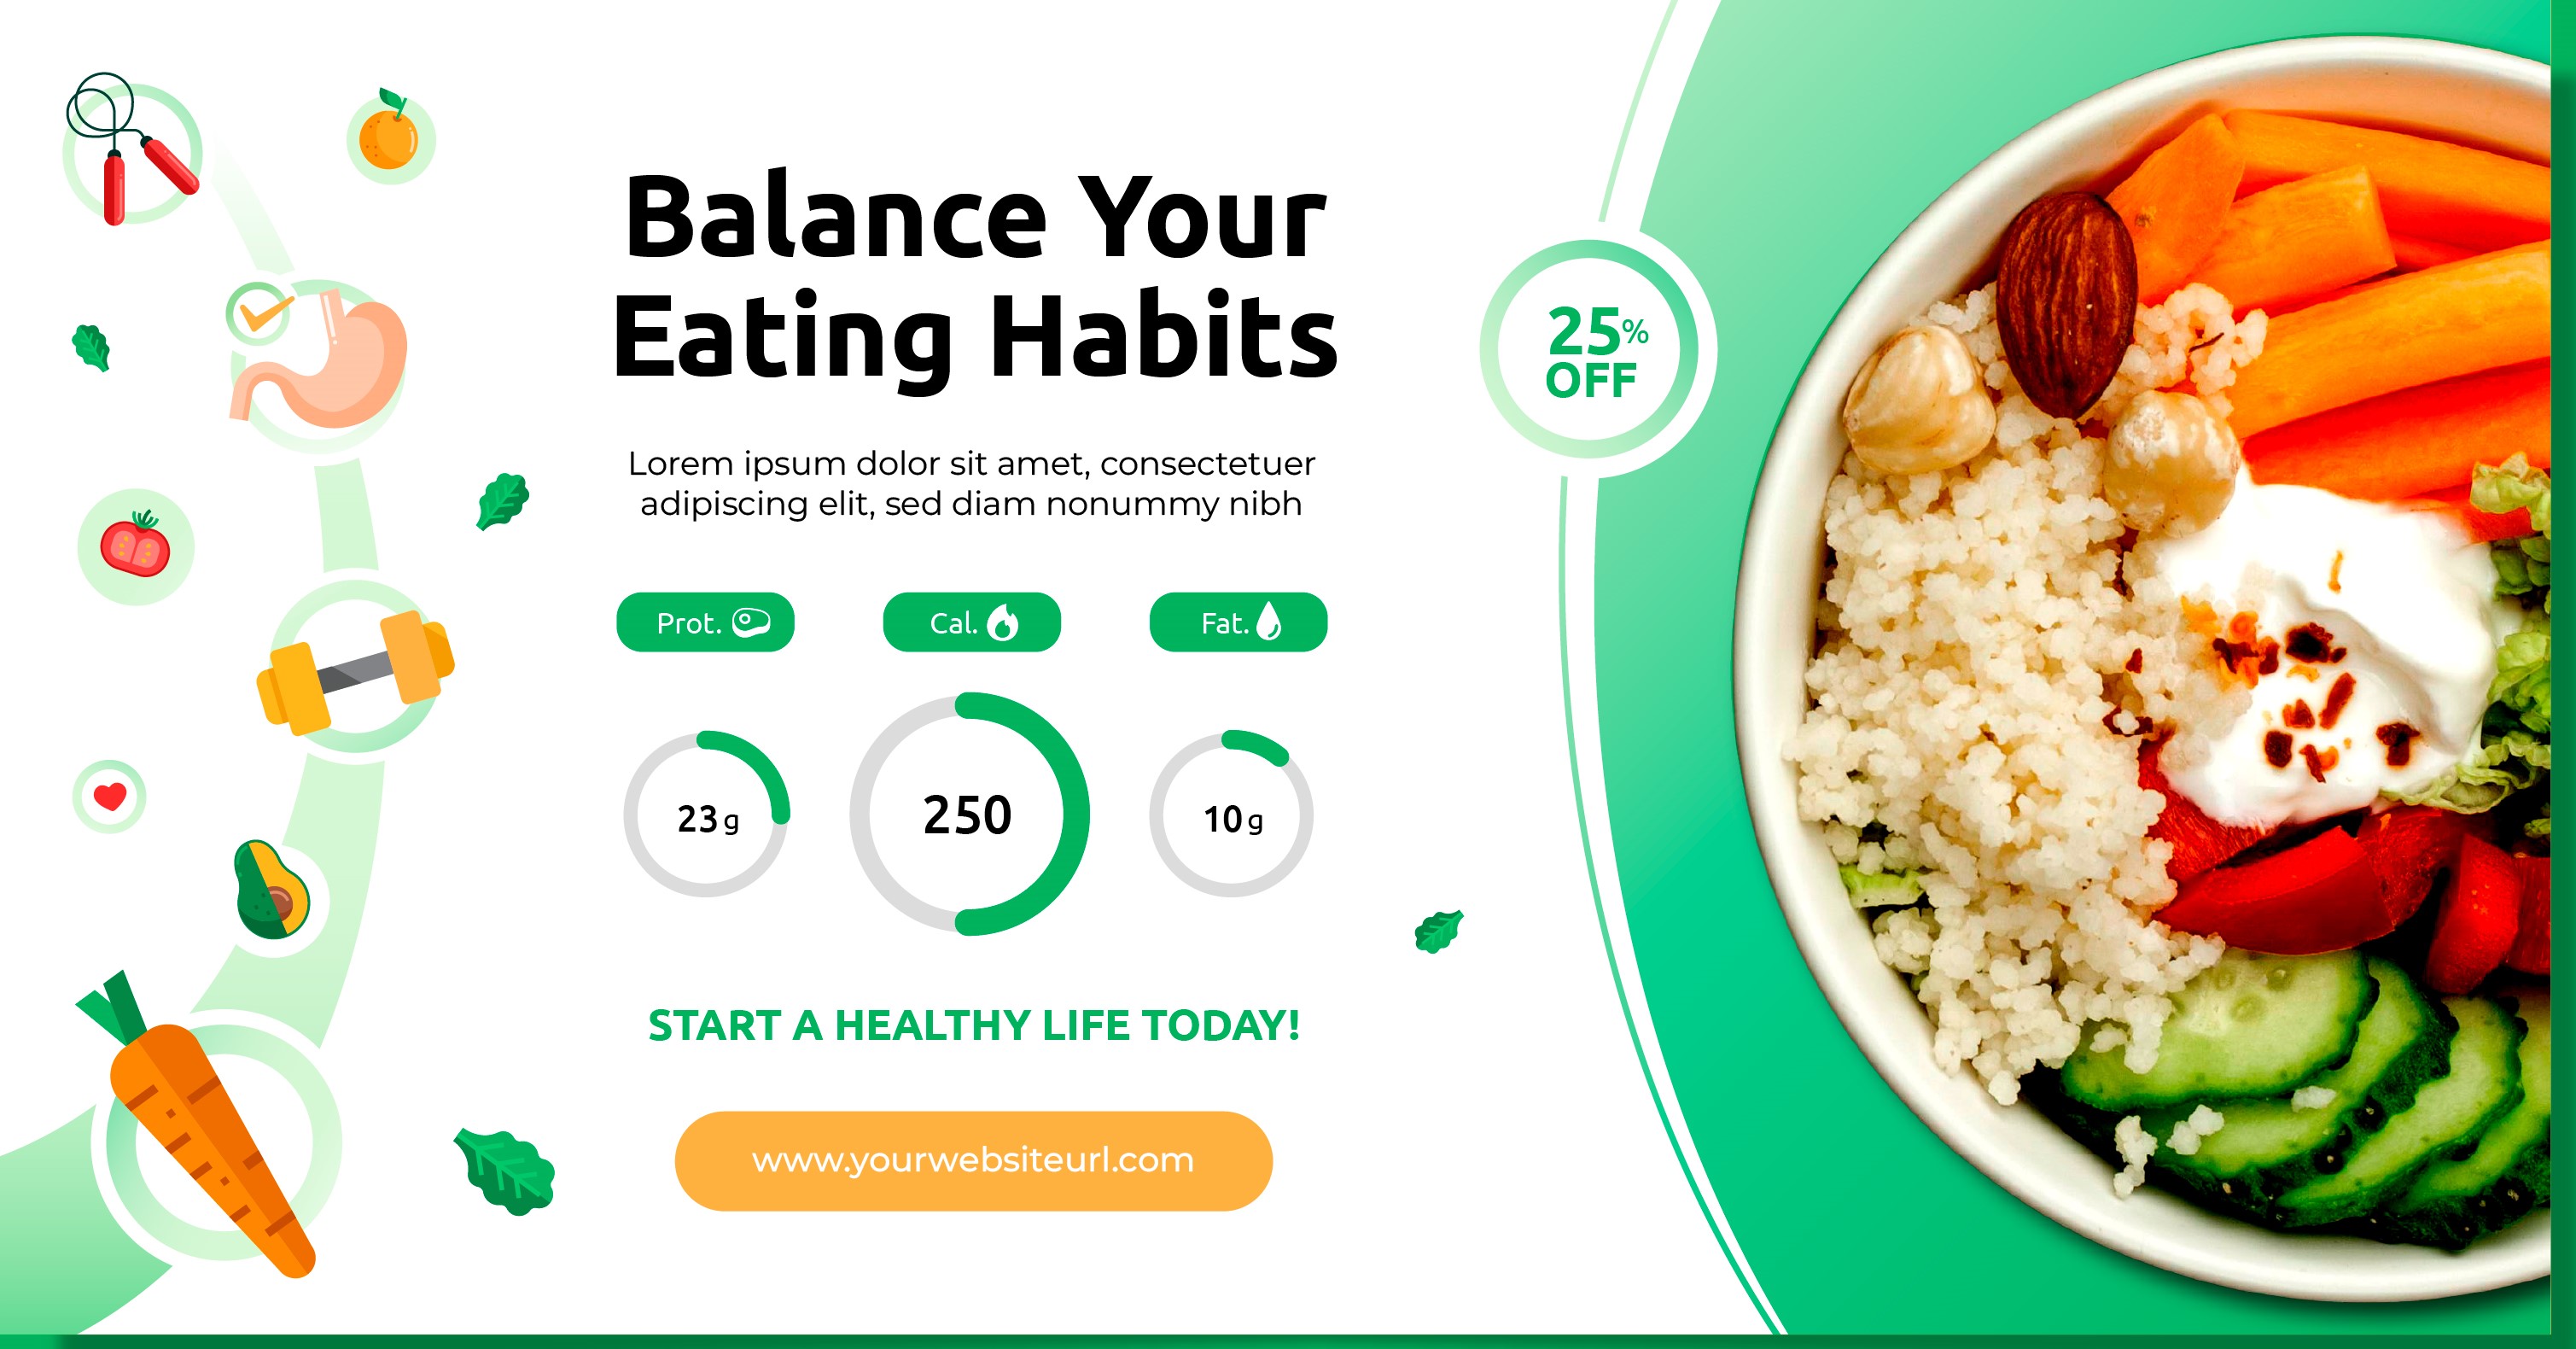 Balance Your
Eating Habits
Lorem ipsum dolor sit amet, consectetuer
adipiscing elit, sed diam nonummy nibh
Prot.
Cal.
Fat.
23 g
250
10 g
START A HEALTHY LIFE TODAY!
www.yourwebsiteurl.com
25%
OFF